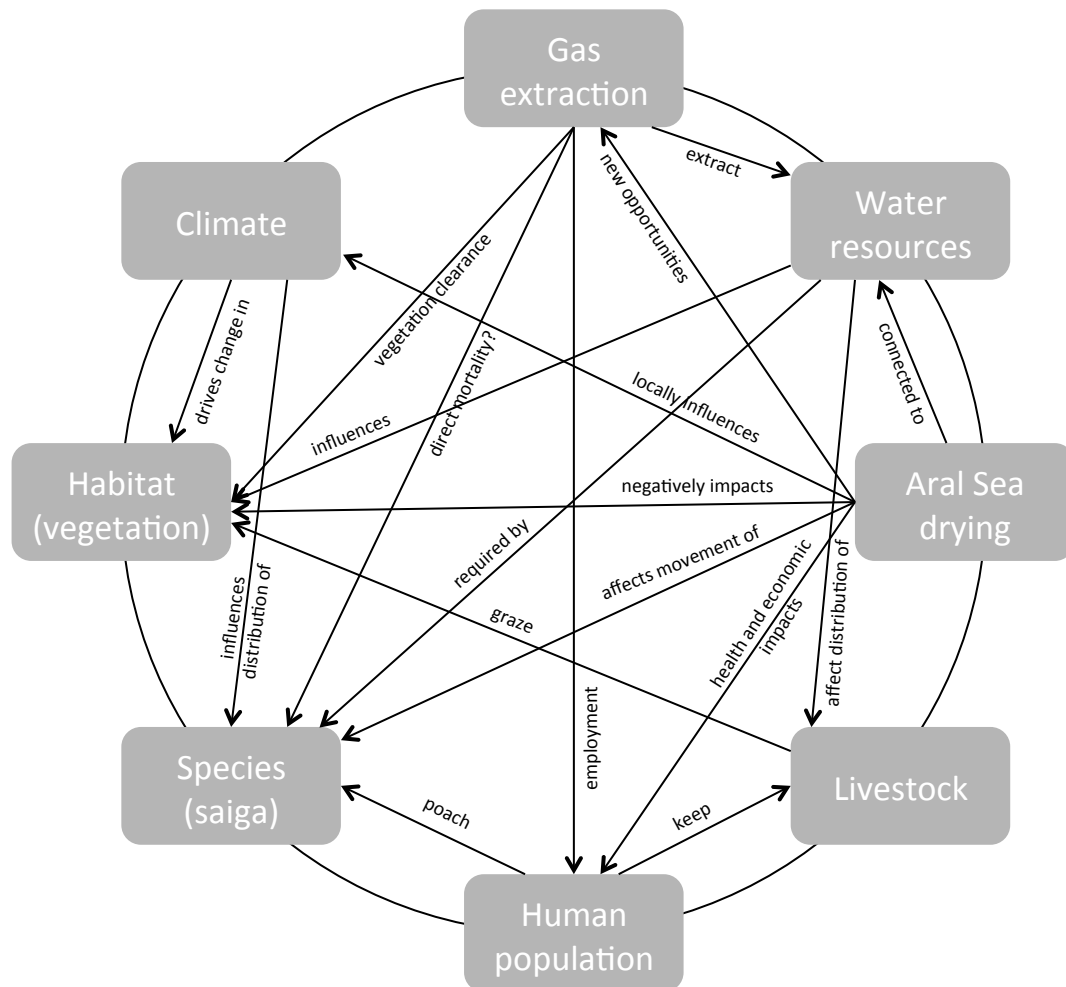 Gas
extraction
extract
new opportunities
Climate
Water
resources
vegetation clearance
direct mortality?
drives change in
locally Influences
connected to
influences
Habitat
(vegetation)
negatively impacts
Aral Sea
drying
required by
affects movement of
graze
health and economic
impacts
affect distribution of
influences
distribution of
employment
Species
(saiga)
Livestock
poach
keep
Human
population